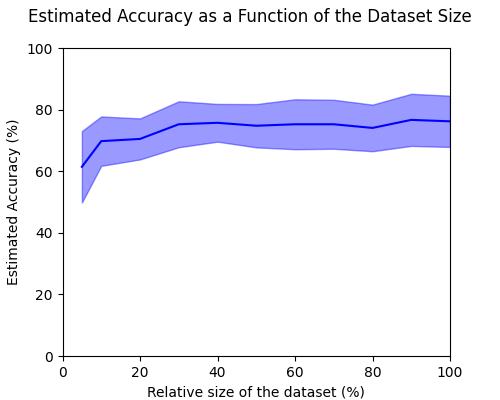 Estimated Accuracy as a Function of the Dataset Size
100
80
60
40
20
0
Estimated Accuracy (%)
0 20 40 60 80 100
Relative size of the dataset (%)